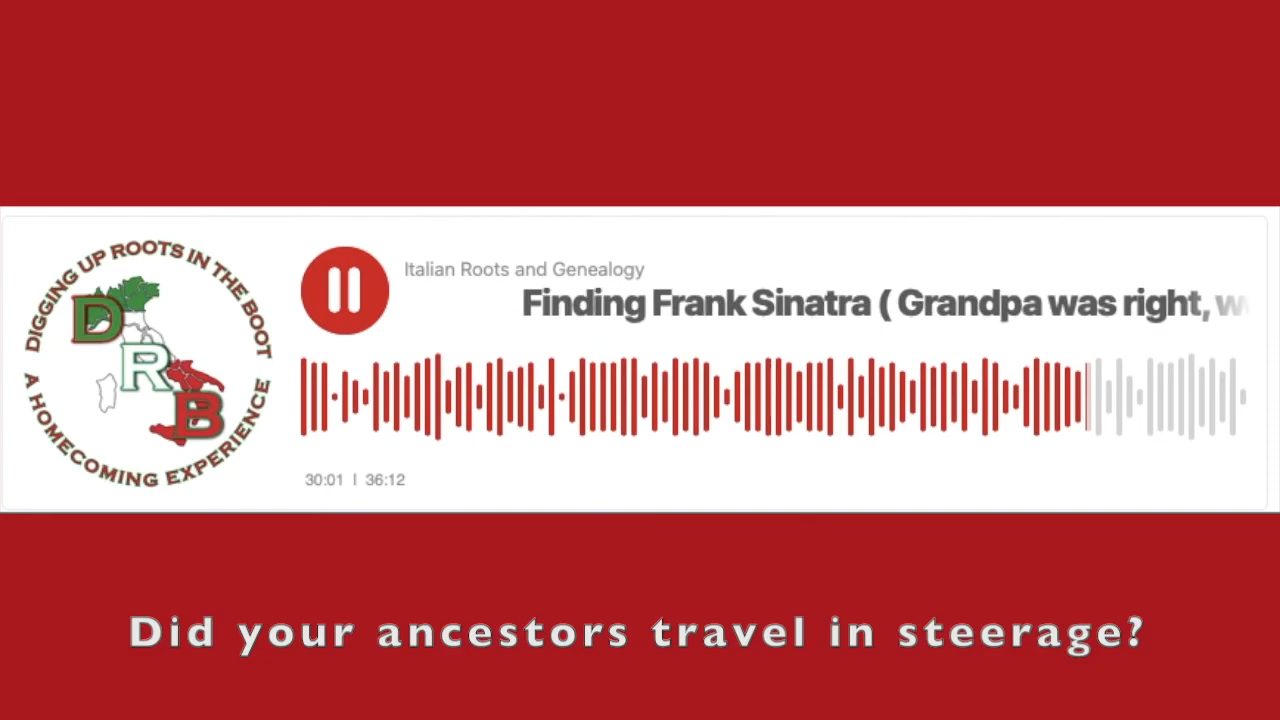 DIGGING UP ROOTS IN THE BOOT
DRB
A HOMECOMING EXPERIENCE
Italian Roots and Genealogy
Finding Frank Sinatra ( Grandpa was right,
30:01 | 36:12
Did your ancestors travel in steerage?